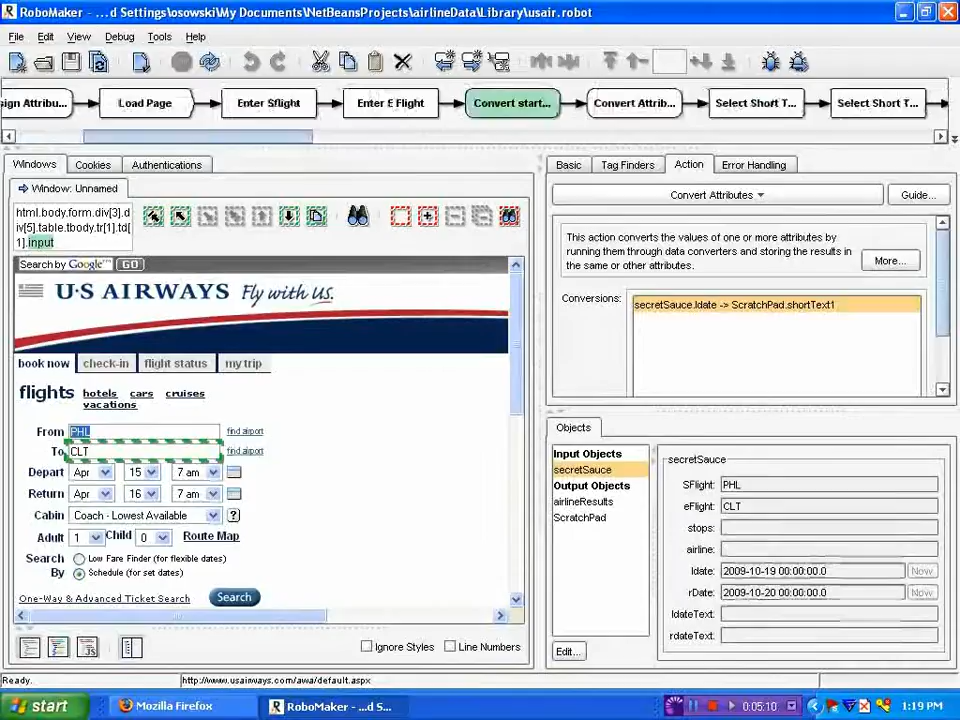 RoboMaker - ...d Settings\osowski\My Documents\NetBeansProjects\airlineData\Library\usair.robot
File Edit View Debug Tools Help
sign Attribu... Load Page Enter Sflight Enter E Flight Convert start... Convert Attrib... Select Short T... Select Short T...
Windows Cookies Authentications
Window: Unnamed
html.body.form.div[3].d
iv[5].table.tbody.tr[1].td[
1].input
Search by Google™ GO
U·S AIRWAYS Fly with us.
book now check-in flight status my trip
flights hotels cars cruises
vacations
From PHL find airport
To CLT find airport
Depart Apr 15 7 am
Return Apr 16 7 am
Cabin Coach - Lowest Available ?
Adult 1 Child 0 Route Map
Search Low Fare Finder (for flexible dates)
By Schedule (for set dates)
One-Way & Advanced Ticket Search Search
Ignore Styles Line Numbers
Basic Tag Finders Action Error Handling
Convert Attributes Guide...
This action converts the values of one or more attributes by
running them through data converters and storing the results
in the same or other attributes.
More...
Conversions:
secretSauce.ldate -> ScratchPad.shortText1
Objects
Input Objects
secretSauce
Output Objects
airlineResults
ScratchPad
Edit...
secretSauce
SFlight: PHL
eFlight: CLT
stops:
airline:
ldate: 2009-10-19 00:00:00.0 Now
rDate: 2009-10-20 00:00:00.0 Now
ldateText:
rdateText:
Ready. http://www.usairways.com/awa/default.aspx
start Mozilla Firefox RoboMaker - ...d S... 0:05:10 1:19 PM